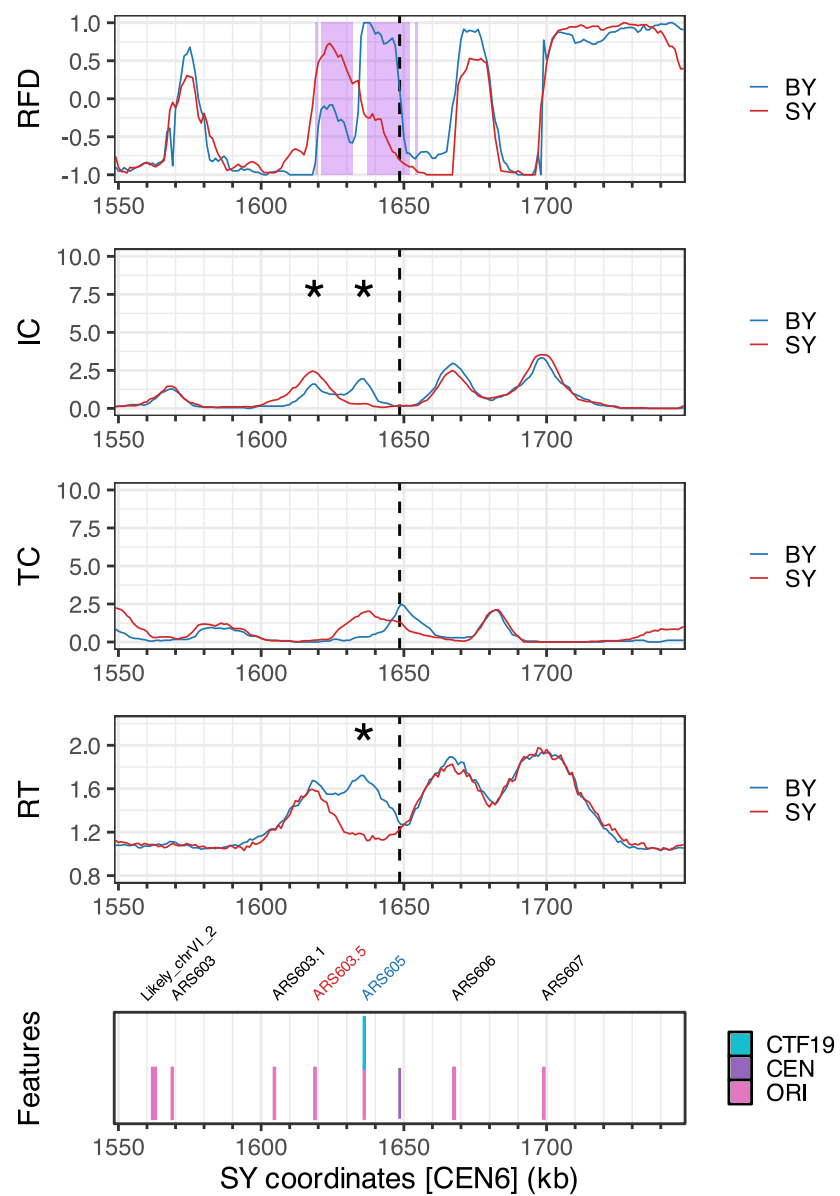 RFD
1.0
0.5
0.0
-0.5
-1.0
1550 1600 1650 1700
BY
SY
IC
10.0
7.5
5.0
2.5
0.0
* *
1550 1600 1650 1700
BY
SY
TC
10.0
7.5
5.0
2.5
0.0
1550 1600 1650 1700
BY
SY
RT
2.0
1.6
1.2
0.8
*
1550 1600 1650 1700
BY
SY
Likely_chrVI_2
ARS603
ARS603.1
ARS603.5
ARS605
ARS606
ARS607
Features
CTF19
CEN
ORI
1550 1600 1650 1700
SY coordinates [CEN6] (kb)